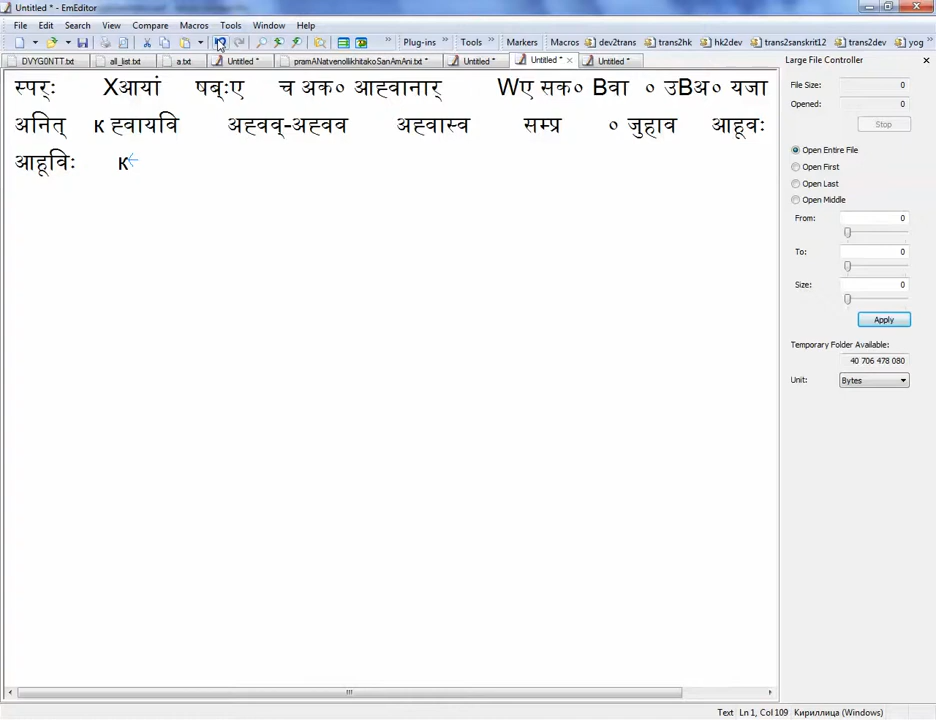 Untitled * - EmEditor
File Edit Search View Compare Macros Tools Window Help
Plug-ins » Tools » Markers Macros dev2trans trans2hk hk2dev trans2sanskrit12 trans2dev yog »
DVYG0NTT.txt all_list.txt a.txt Untitled * pramANatvenollikhitakoSanAmAni.txt * Untitled * Untitled * Untitled *
स्पर्ः Xआयां षब्ःए च अक० आह्वानार् Wए सक० Bवा ० उBअ० यजा
अनित् к ह्वायवि अह्वव्-अह्वव अह्वास्व सम्प्र ० जुहाव आहूवः
आहूविः к←
Large File Controller
File Size: 0
Opened: 0
Stop
Open Entire File
Open First
Open Last
Open Middle
From: 0
To: 0
Size: 0
Apply
Temporary Folder Available:
40 706 478 080
Unit: Bytes
Text Ln 1, Col 109 Кириллица (Windows)